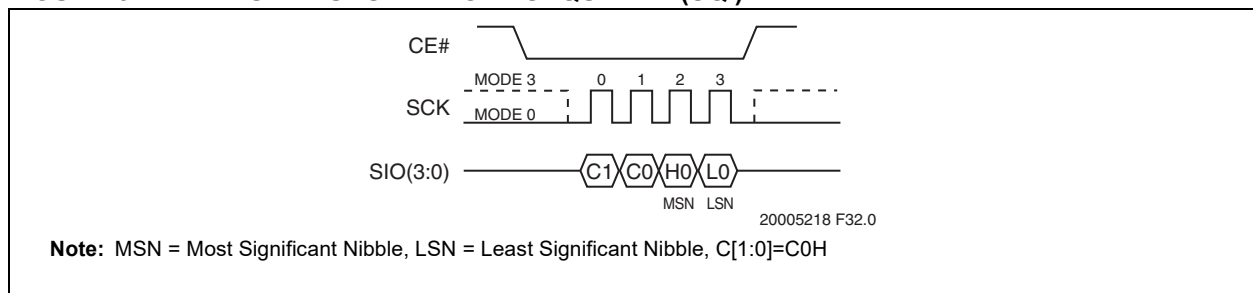 CE#
MODE 3 0 1 2 3
SCK
MODE 0
SIO(3:0) C1 C0 H0 L0
MSN LSN
20005218 F32.0
Note: MSN = Most Significant Nibble, LSN = Least Significant Nibble, C[1:0]=C0H